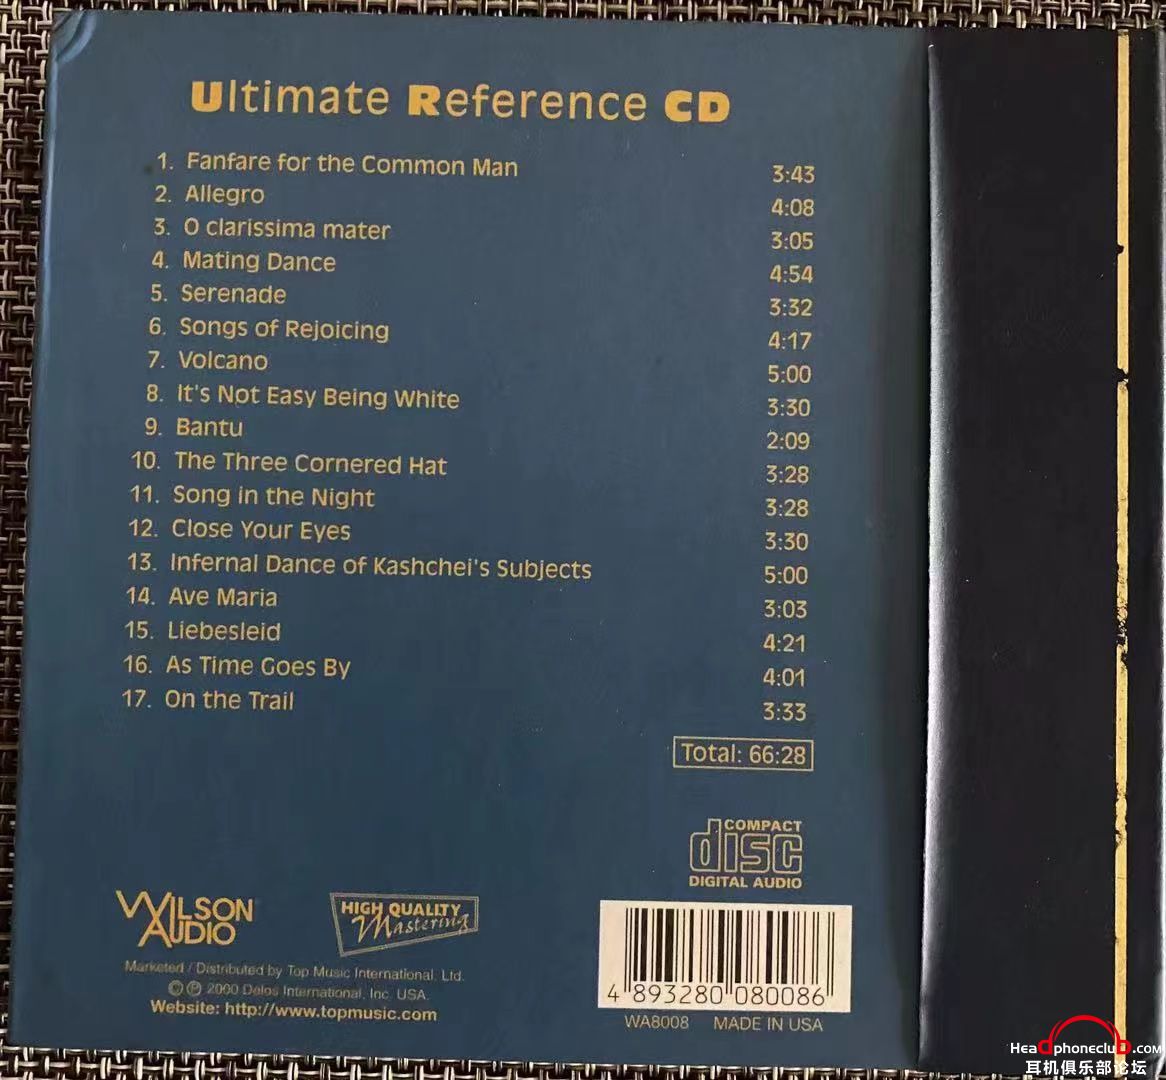 Ultimate Reference CD
1. Fanfare for the Common Man 3:43
2. Allegro 4:08
3. O clarissima mater 3:05
4. Mating Dance 4:54
5. Serenade 3:32
6. Songs of Rejoicing 4:17
7. Volcano 5:00
8. It's Not Easy Being White 3:30
9. Bantu 2:09
10. The Three Cornered Hat 3:28
11. Song in the Night 3:28
12. Close Your Eyes 3:30
13. Infernal Dance of Kashchei's Subjects 5:00
14. Ave Maria 3:03
15. Liebesleid 4:21
16. As Time Goes By 4:01
17. On the Trail 3:33
Total: 66:28
COMPACT
disc
DIGITAL AUDIO
WILSON
AUDIO
HIGH QUALITY
Mastering
Marketed / Distributed by Top Music International. Ltd.
© ℗ 2000 Delos International, Inc. USA.
Website: http://www.topmusic.com
4 893280 080086
WA8008 MADE IN USA
Headphoneclub.com
耳机俱乐部论坛